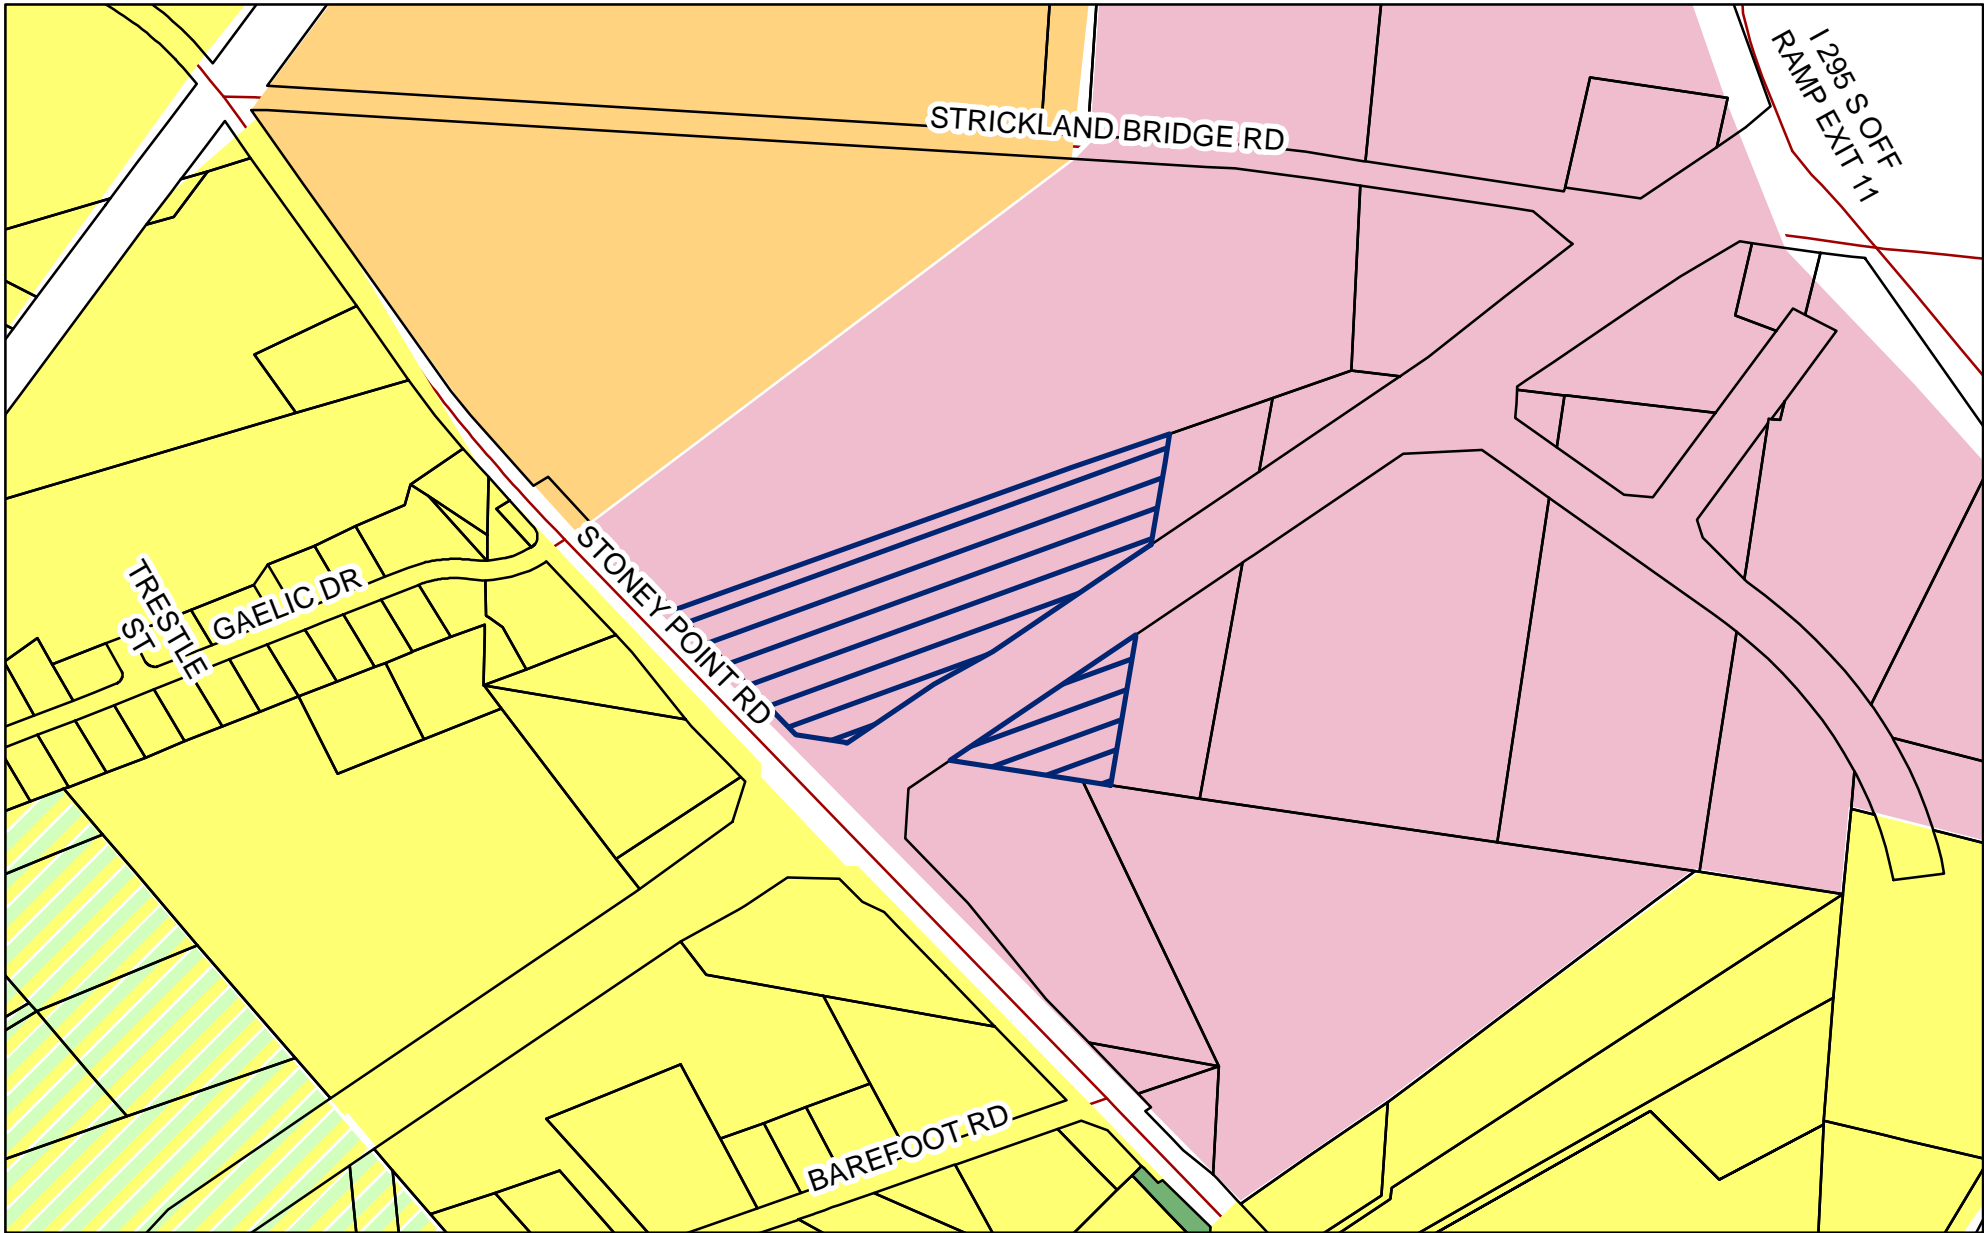 I 295 S OFF
RAMP EXIT 11
STRICKLAND BRIDGE RD
STONEY POINT RD
TRESTLE
ST
GAELIC DR
BAREFOOT RD